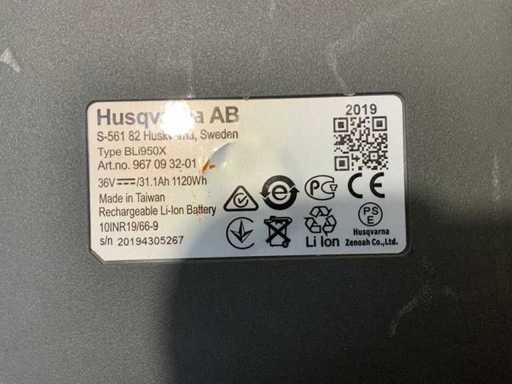 Husqvarna AB
2019
S-561 82 Huskvarna, Sweden
Type BLi950X
Art.no. 967 09 32-01
36V⎓/31.1Ah 1120Wh
Made in Taiwan
Rechargeable Li-Ion Battery
10INR19/66-9
s/n 20194305267
Li Ion
PS
E
Husqvarna
Zenoah Co.,Ltd.